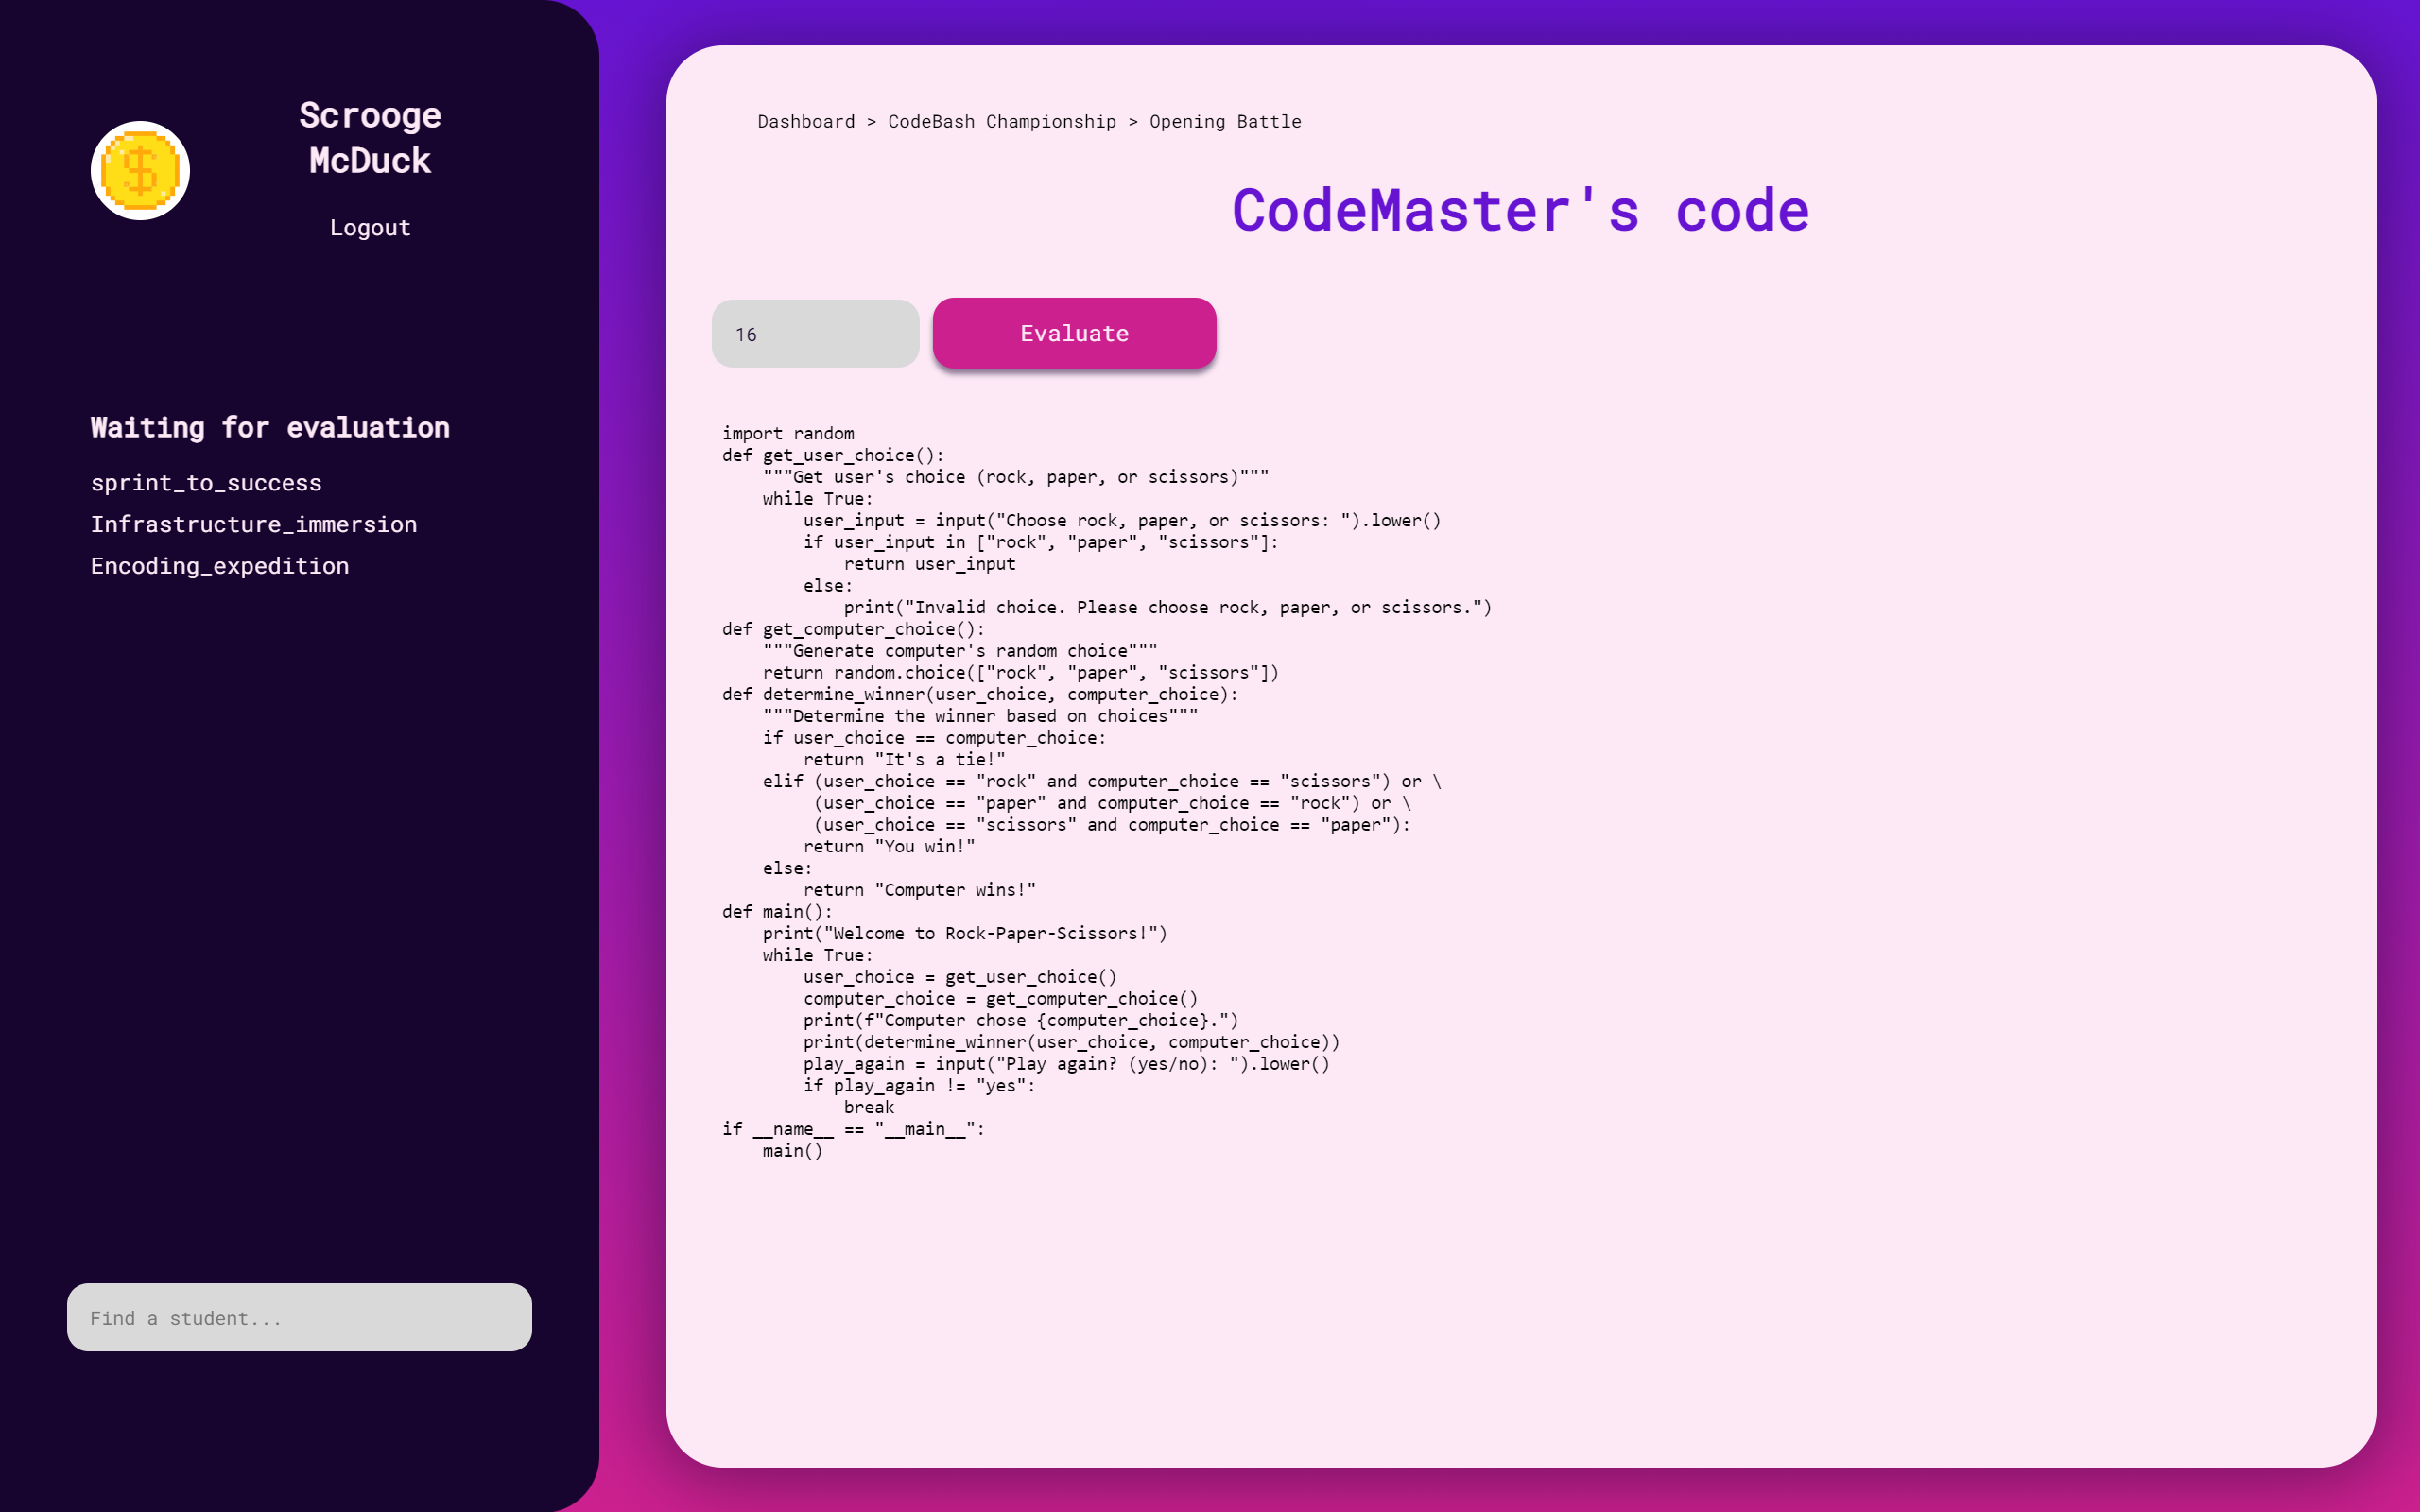 Scrooge
McDuck
Logout
Waiting for evaluation
sprint_to_success
Infrastructure_immersion
Encoding_expedition
Find a student...
Dashboard > CodeBash Championship > Opening Battle
CodeMaster's code
16
Evaluate
import random
def get_user_choice():
    """Get user's choice (rock, paper, or scissors)"""
    while True:
        user_input = input("Choose rock, paper, or scissors: ").lower()
        if user_input in ["rock", "paper", "scissors"]:
            return user_input
        else:
            print("Invalid choice. Please choose rock, paper, or scissors.")
def get_computer_choice():
    """Generate computer's random choice"""
    return random.choice(["rock", "paper", "scissors"])
def determine_winner(user_choice, computer_choice):
    """Determine the winner based on choices"""
    if user_choice == computer_choice:
        return "It's a tie!"
    elif (user_choice == "rock" and computer_choice == "scissors") or \
         (user_choice == "paper" and computer_choice == "rock") or \
         (user_choice == "scissors" and computer_choice == "paper"):
        return "You win!"
    else:
        return "Computer wins!"
def main():
    print("Welcome to Rock-Paper-Scissors!")
    while True:
        user_choice = get_user_choice()
        computer_choice = get_computer_choice()
        print(f"Computer chose {computer_choice}.")
        print(determine_winner(user_choice, computer_choice))
        play_again = input("Play again? (yes/no): ").lower()
        if play_again != "yes":
            break
if __name__ == "__main__":
    main()